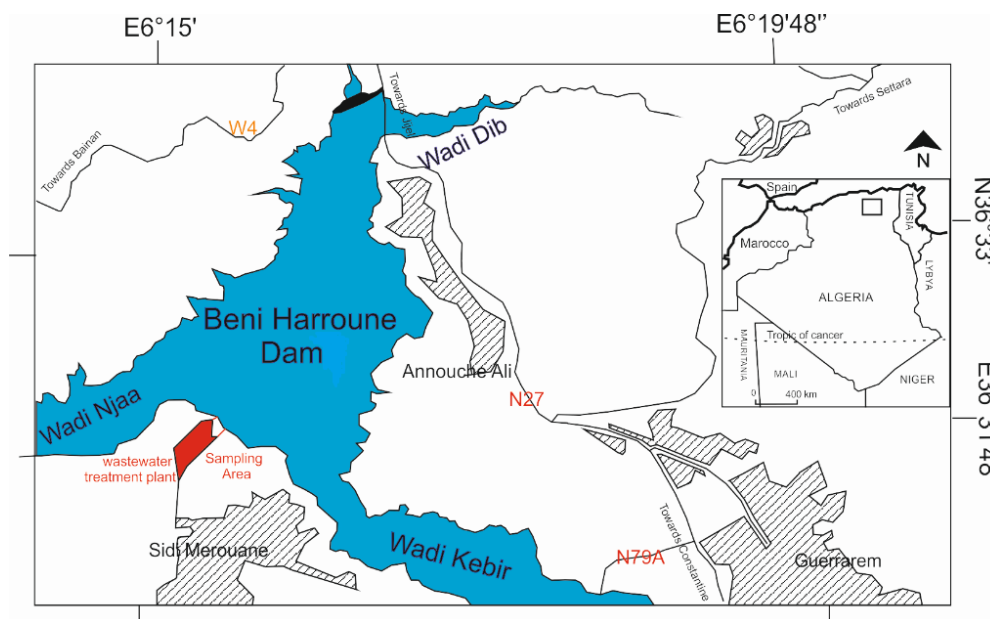 E6°15'
E6°19'48"
Towards Bainan
W4
Towards Jijel
Wadi Dib
Towards Settara
N
N36°33'
Spain
TUNISIA
Marocco
LYBYA
ALGERIA
Tropic of cancer
MAURITANIA
MALI
NIGER
0 400 km
Beni Harroune
Dam
Annouche Ali
N27
Wadi Njaa
wastewater
treatment plant
Sampling
Area
E36°31'48"
Sidi Merouane
Wadi Kebir
N79A
Towards Constantine
Guerrarem